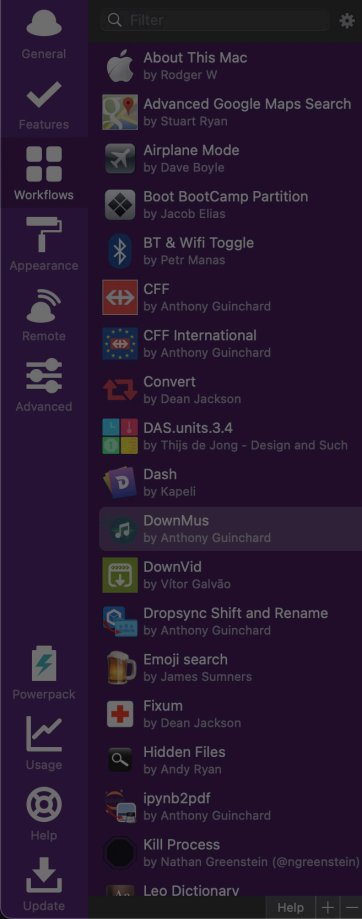 General
Features
Workflows
Appearance
Remote
Advanced
Powerpack
Usage
Help
Update
Filter
About This Mac
by Rodger W
Advanced Google Maps Search
by Stuart Ryan
Airplane Mode
by Dave Boyle
Boot BootCamp Partition
by Jacob Elias
BT & Wifi Toggle
by Petr Manas
CFF
by Anthony Guinchard
CFF International
by Anthony Guinchard
Convert
by Dean Jackson
DAS.units.3.4
by Thijs de Jong - Design and Such
Dash
by Kapeli
DownMus
by Anthony Guinchard
DownVid
by Vítor Galvão
Dropsync Shift and Rename
by Anthony Guinchard
Emoji search
by James Sumners
Fixum
by Dean Jackson
Hidden Files
by Andy Ryan
ipynb2pdf
by Anthony Guinchard
Kill Process
by Nathan Greenstein (@ngreenstein)
Leo Dictionary
Help